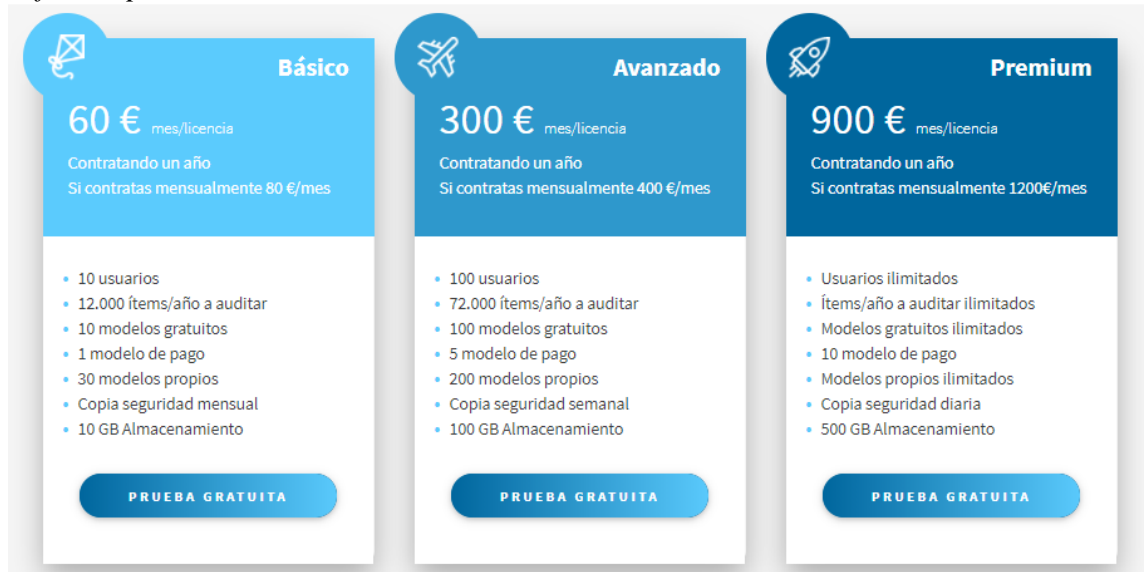 Básico
60 € mes/licencia
Contratando un año
Si contratas mensualmente 80 €/mes
10 usuarios
12.000 ítems/año a auditar
10 modelos gratuitos
1 modelo de pago
30 modelos propios
Copia seguridad mensual
10 GB Almacenamiento
PRUEBA GRATUITA
Avanzado
300 € mes/licencia
Contratando un año
Si contratas mensualmente 400 €/mes
100 usuarios
72.000 ítems/año a auditar
100 modelos gratuitos
5 modelo de pago
200 modelos propios
Copia seguridad semanal
100 GB Almacenamiento
PRUEBA GRATUITA
Premium
900 € mes/licencia
Contratando un año
Si contratas mensualmente 1200€/mes
Usuarios ilimitados
Ítems/año a auditar ilimitados
Modelos gratuitos ilimitados
10 modelo de pago
Modelos propios ilimitados
Copia seguridad diaria
500 GB Almacenamiento
PRUEBA GRATUITA